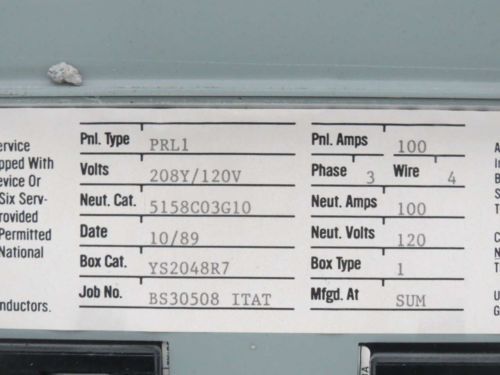 ervice Pnl. Type PRL1 Pnl. Amps 100 A
pped With Volts 208Y/120V Phase 3 Wire 4
evice Or
Six Serv- Neut. Cat. 5158C03G10 Neut. Amps 100
rovided Date 10/89 Neut. Volts 120
Permitted
National Box Cat. YS2048R7 Box Type 1
nductors. Job No. BS30508 ITAT Mfgd. At SUM